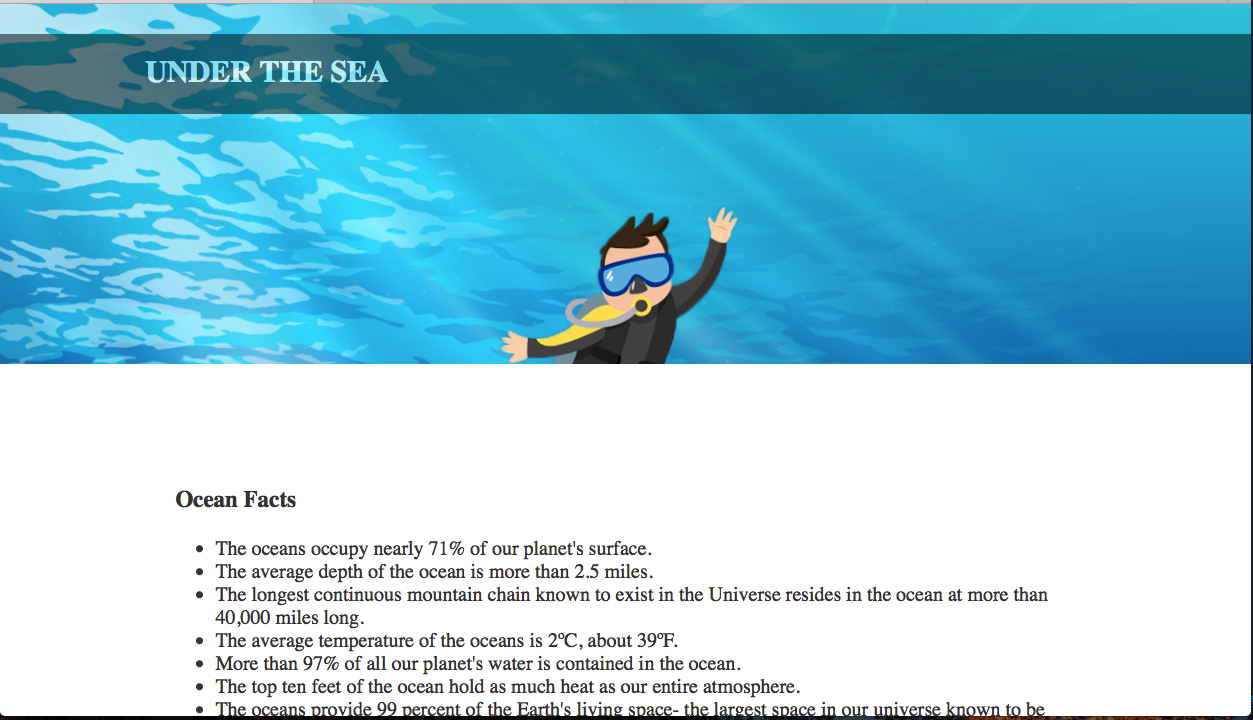 UNDER THE SEA
Ocean Facts
The oceans occupy nearly 71% of our planet's surface.
The average depth of the ocean is more than 2.5 miles.
The longest continuous mountain chain known to exist in the Universe resides in the ocean at more than
40,000 miles long.
The average temperature of the oceans is 2ºC, about 39ºF.
More than 97% of all our planet's water is contained in the ocean.
The top ten feet of the ocean hold as much heat as our entire atmosphere.
The oceans provide 99 percent of the Earth's living space- the largest space in our universe known to be